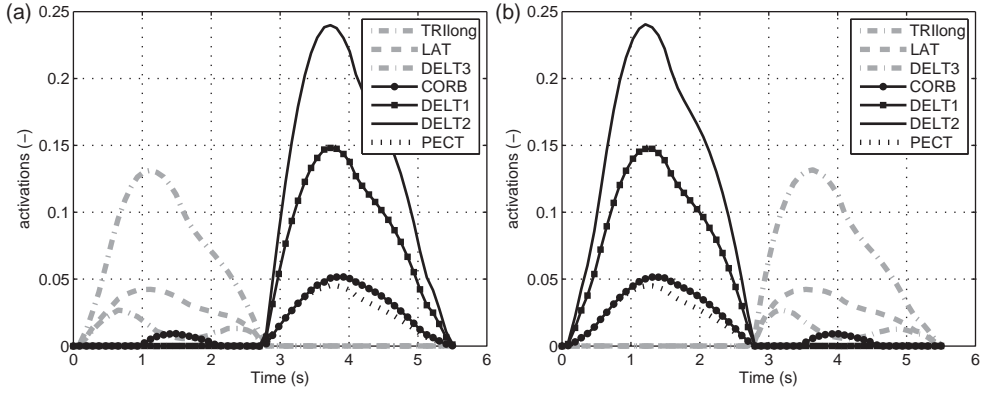 (a)
0.25
0.2
0.15
0.1
0.05
0
activations (–)
0 1 2 3 4 5 6
Time (s)
TRIlong
LAT
DELT3
CORB
DELT1
DELT2
PECT
(b)
0.25
0.2
0.15
0.1
0.05
0
activations (–)
0 1 2 3 4 5 6
Time (s)
TRIlong
LAT
DELT3
CORB
DELT1
DELT2
PECT